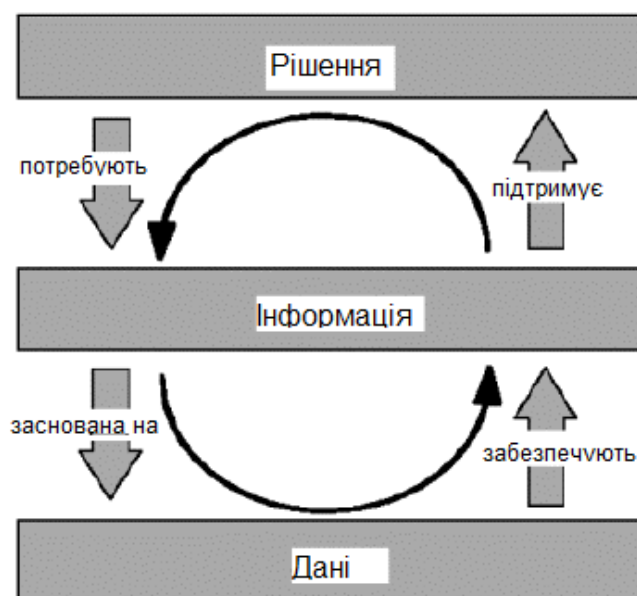 Рішення
потребують
підтримує
Інформація
заснована на
забезпечують
Дані